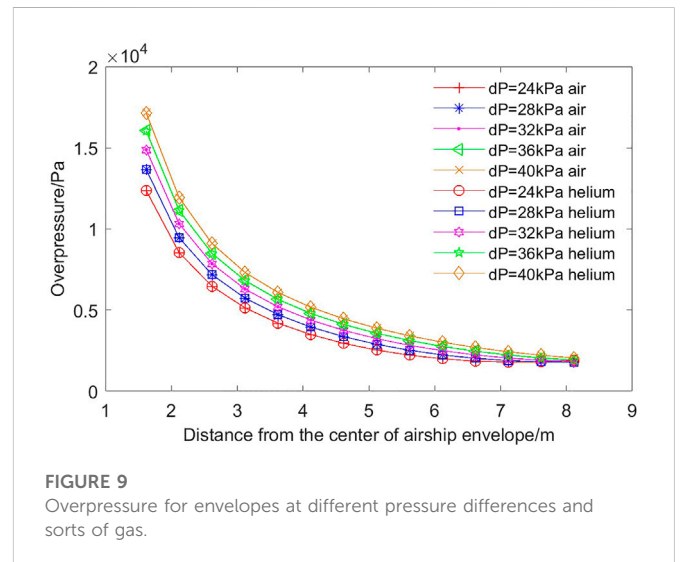 ×10⁴
2
1.5
1
0.5
0
Overpressure/Pa
dP=24kPa air
dP=28kPa air
dP=32kPa air
dP=36kPa air
dP=40kPa air
dP=24kPa helium
dP=28kPa helium
dP=32kPa helium
dP=36kPa helium
dP=40kPa helium
1 2 3 4 5 6 7 8 9
Distance from the center of airship envelope/m
FIGURE 9
Overpressure for envelopes at different pressure differences and
sorts of gas.